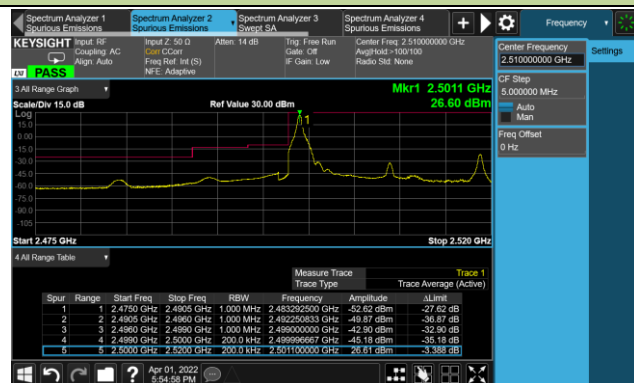 Spectrum Analyzer 1
Spurious Emissions
Spectrum Analyzer 2
Spurious Emissions
Spectrum Analyzer 3
Swept SA
Spectrum Analyzer 4
Spurious Emissions
Frequency
KEYSIGHT
Input: RF
Coupling: AC
Align: Auto
Input Z: 50 Ω
Corr CCorr
Freq Ref: Int (S)
NFE: Adaptive
Atten: 14 dB
Trig: Free Run
Gate: Off
IF Gain: Low
Center Freq: 2.510000000 GHz
Avg|Hold:>100/100
Radio Std: None
LXI PASS
Center Frequency
2.510000000 GHz
Settings
CF Step
5.000000 MHz
Auto
Man
Freq Offset
0 Hz
3 All Range Graph
Scale/Div 15.0 dB
Ref Value 30.00 dBm
Mkr1 2.5011 GHz
26.60 dBm
Log
15.0
0.00
-15.0
-30.0
-45.0
-60.0
-75.0
-90.0
-105
1
Start 2.475 GHz
Stop 2.520 GHz
4 All Range Table
Measure Trace Trace 1
Trace Type Trace Average (Active)
Spur Range Start Freq Stop Freq RBW Frequency Amplitude ΔLimit
1 1 2.4750 GHz 2.4905 GHz 1.000 MHz 2.483292500 GHz -52.62 dBm -27.62 dB
2 2 2.4905 GHz 2.4960 GHz 1.000 MHz 2.492250833 GHz -49.87 dBm -36.87 dB
3 3 2.4960 GHz 2.4990 GHz 1.000 MHz 2.499000000 GHz -42.90 dBm -32.90 dB
4 4 2.4990 GHz 2.5000 GHz 200.0 kHz 2.499996667 GHz -45.18 dBm -35.18 dB
5 5 2.5000 GHz 2.5200 GHz 200.0 kHz 2.501100000 GHz 26.61 dBm -3.388 dB
Apr 01, 2022
5:54:58 PM